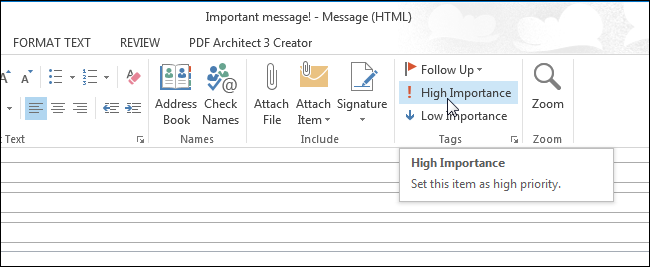 Important message! - Message (HTML)
FORMAT TEXT REVIEW PDF Architect 3 Creator
A A
Address Book
Check Names
Names
Attach File
Attach Item
Signature
Include
Follow Up
High Importance
Low Importance
Tags
Zoom
Zoom
High Importance
Set this item as high priority.